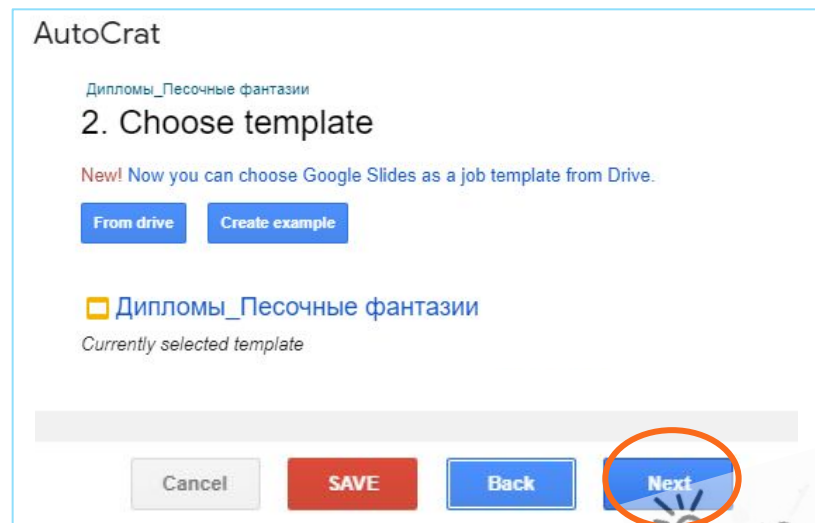 AutoCrat
Дипломы_Песочные фантазии
2. Choose template
New! Now you can choose Google Slides as a job template from Drive.
From drive Create example
Дипломы_Песочные фантазии
Currently selected template
Cancel SAVE Back Next